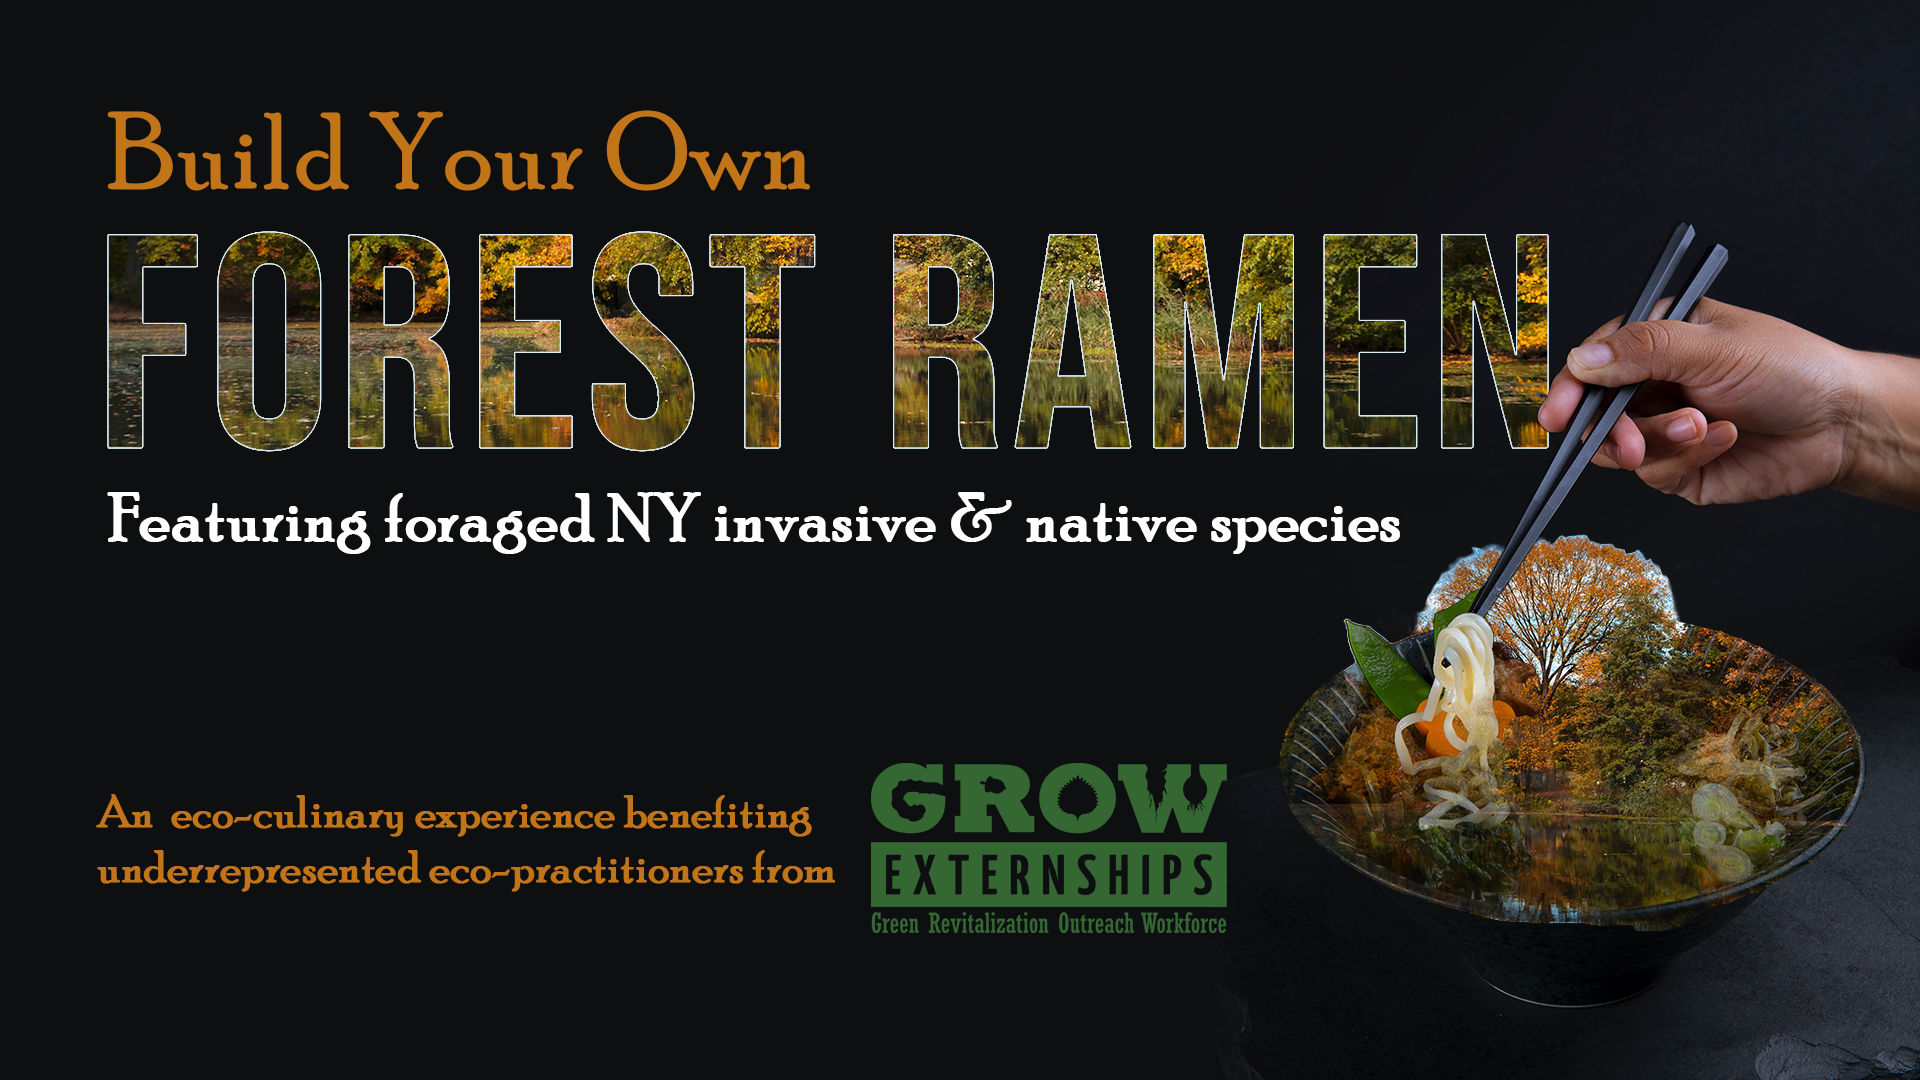 Build Your Own
FOREST RAMEN
Featuring foraged NY invasive & native species
An eco-culinary experience benefiting
underrepresented eco-practitioners from
GROW
EXTERNSHIPS
Green Revitalization Outreach Workforce